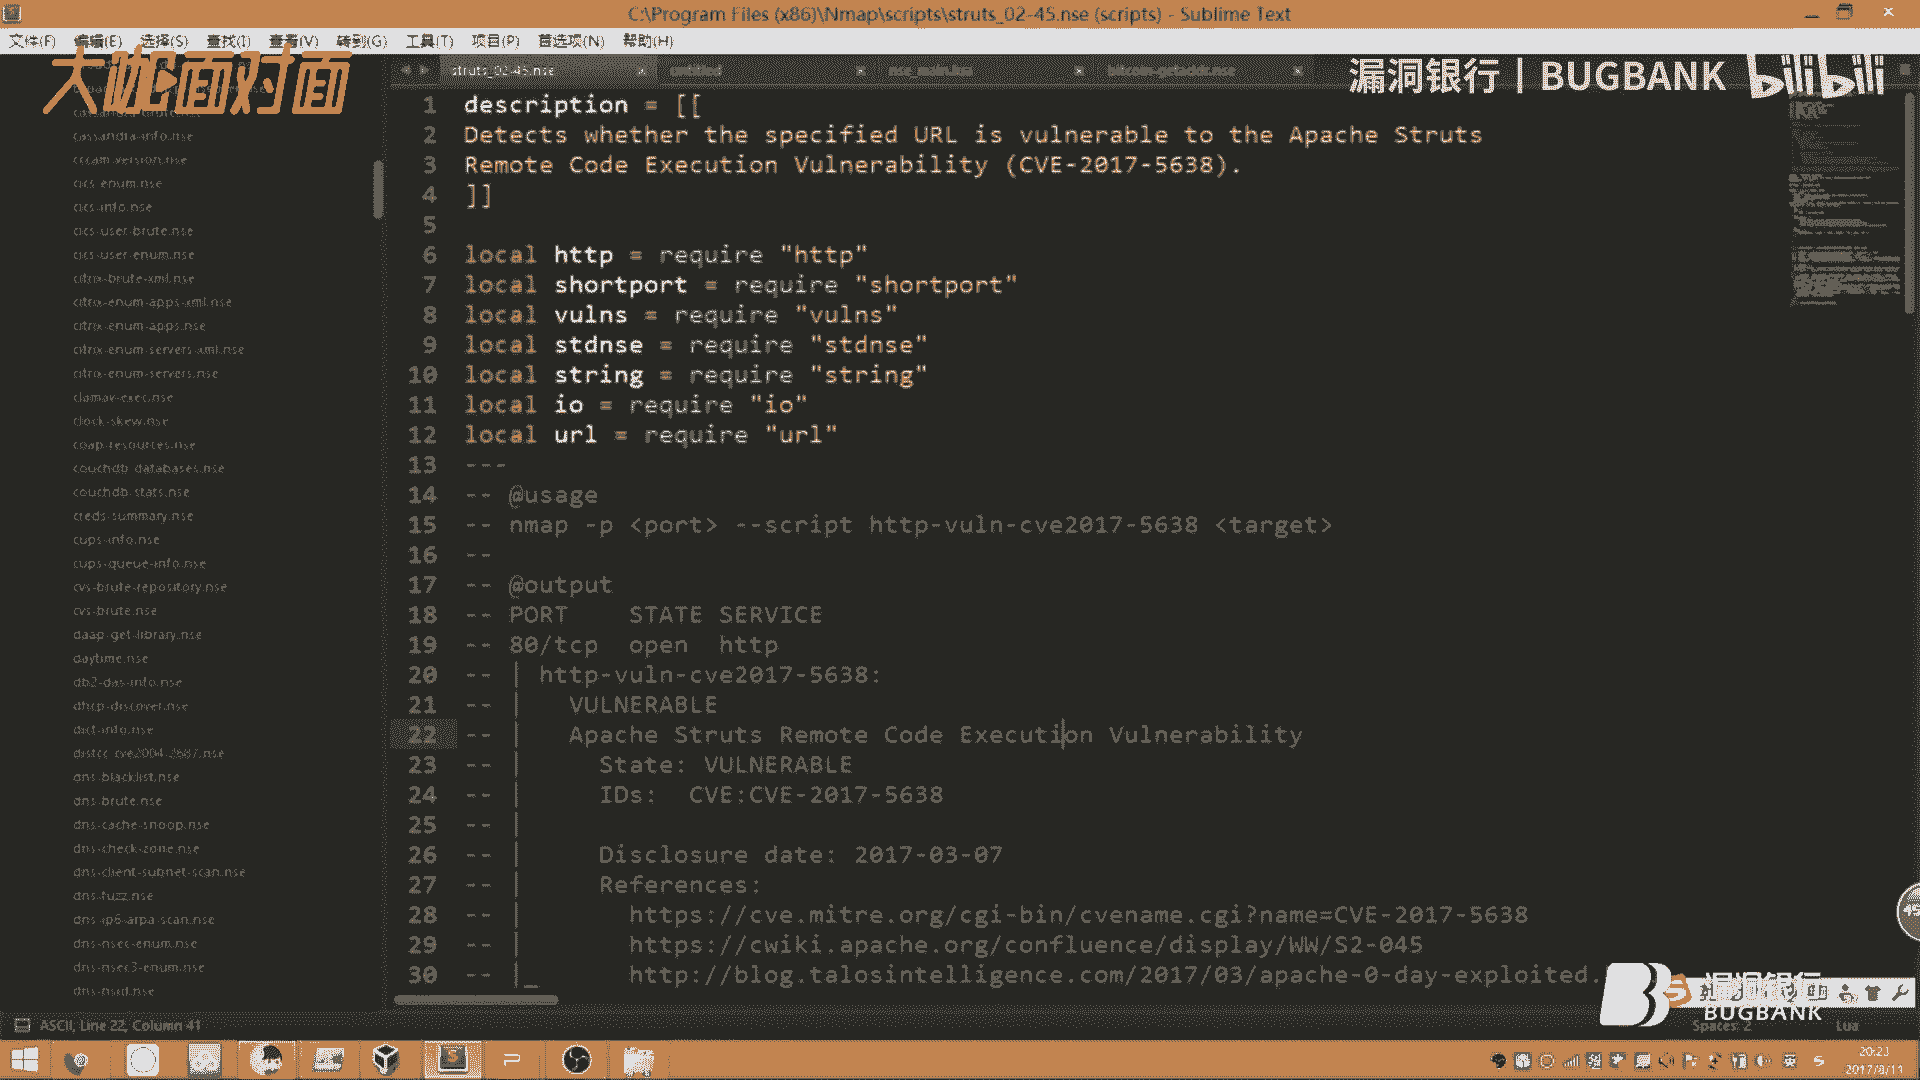 C:\Program Files (x86)\Nmap\scripts\struts_02-45.nse (scripts) - Sublime Text
文件(F) 编辑(E) 选择(S) 查找(I) 查看(V) 转到(G) 工具(T) 项目(P) 首选项(N) 帮助(H)
大咖面对面
漏洞银行 | BUGBANK bilibili
struts_02-45.nse untitled nse_main.lua bitcoin-getaddr.nse
cassandra-brute.nse
cassandra-info.nse
cccam-version.nse
cics-enum.nse
cics-info.nse
cics-user-brute.nse
cics-user-enum.nse
citrix-brute-xml.nse
citrix-enum-apps-xml.nse
citrix-enum-apps.nse
citrix-enum-servers-xml.nse
citrix-enum-servers.nse
clamav-exec.nse
clock-skew.nse
coap-resources.nse
couchdb-databases.nse
couchdb-stats.nse
creds-summary.nse
cups-info.nse
cups-queue-info.nse
cvs-brute-repository.nse
cvs-brute.nse
daap-get-library.nse
daytime.nse
db2-das-info.nse
dhcp-discover.nse
dict-info.nse
distcc-cve2004-2687.nse
dns-blacklist.nse
dns-brute.nse
dns-cache-snoop.nse
dns-check-zone.nse
dns-client-subnet-scan.nse
dns-fuzz.nse
dns-ip6-arpa-scan.nse
dns-nsec-enum.nse
dns-nsec3-enum.nse
dns-nsid.nse
1 description = [[
2 Detects whether the specified URL is vulnerable to the Apache Struts
3 Remote Code Execution Vulnerability (CVE-2017-5638).
4 ]]
5
6 local http = require "http"
7 local shortport = require "shortport"
8 local vulns = require "vulns"
9 local stdnse = require "stdnse"
10 local string = require "string"
11 local io = require "io"
12 local url = require "url"
13 ---
14 -- @usage
15 -- nmap -p <port> --script http-vuln-cve2017-5638 <target>
16 --
17 -- @output
18 -- PORT    STATE SERVICE
19 -- 80/tcp  open  http
20 -- | http-vuln-cve2017-5638:
21 -- |   VULNERABLE
22 -- |   Apache Struts Remote Code Execution Vulnerability
23 -- |     State: VULNERABLE
24 -- |     IDs:  CVE:CVE-2017-5638
25 -- |
26 -- |     Disclosure date: 2017-03-07
27 -- |     References:
28 -- |       https://cve.mitre.org/cgi-bin/cvename.cgi?name=CVE-2017-5638
29 -- |       https://cwiki.apache.org/confluence/display/WW/S2-045
30 -- |_      http://blog.talosintelligence.com/2017/03/apache-0-day-exploited.
漏洞银行
BUGBANK
ASCII, Line 22, Column 41
Spaces: 2 Lua
20:23
2017/8/11